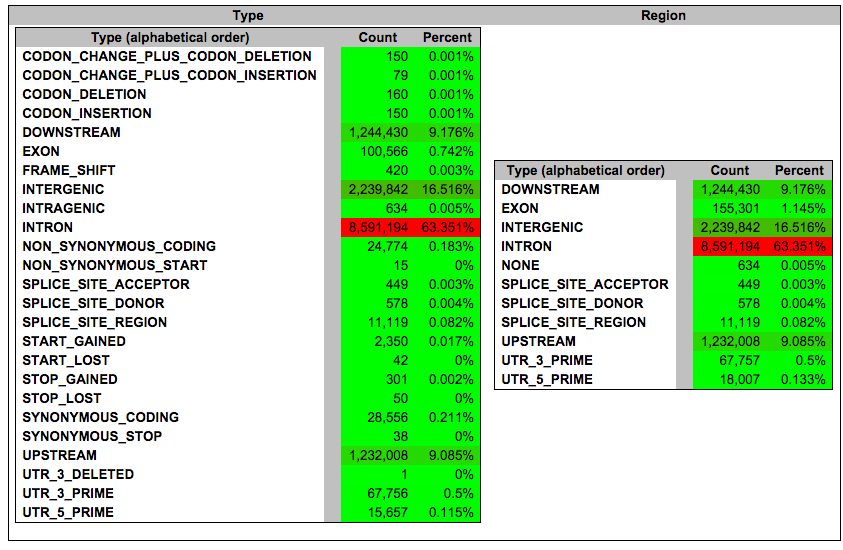 Type Region
Type (alphabetical order) Count Percent
CODON_CHANGE_PLUS_CODON_DELETION 150 0.001%
CODON_CHANGE_PLUS_CODON_INSERTION 79 0.001%
CODON_DELETION 160 0.001%
CODON_INSERTION 150 0.001%
DOWNSTREAM 1,244,430 9.176%
EXON 100,566 0.742%
FRAME_SHIFT 420 0.003%
INTERGENIC 2,239,842 16.516%
INTRAGENIC 634 0.005%
INTRON 8,591,194 63.351%
NON_SYNONYMOUS_CODING 24,774 0.183%
NON_SYNONYMOUS_START 15 0%
SPLICE_SITE_ACCEPTOR 449 0.003%
SPLICE_SITE_DONOR 578 0.004%
SPLICE_SITE_REGION 11,119 0.082%
START_GAINED 2,350 0.017%
START_LOST 42 0%
STOP_GAINED 301 0.002%
STOP_LOST 50 0%
SYNONYMOUS_CODING 28,556 0.211%
SYNONYMOUS_STOP 38 0%
UPSTREAM 1,232,008 9.085%
UTR_3_DELETED 1 0%
UTR_3_PRIME 67,756 0.5%
UTR_5_PRIME 15,657 0.115%
Type (alphabetical order) Count Percent
DOWNSTREAM 1,244,430 9.176%
EXON 155,301 1.145%
INTERGENIC 2,239,842 16.516%
INTRON 8,591,194 63.351%
NONE 634 0.005%
SPLICE_SITE_ACCEPTOR 449 0.003%
SPLICE_SITE_DONOR 578 0.004%
SPLICE_SITE_REGION 11,119 0.082%
UPSTREAM 1,232,008 9.085%
UTR_3_PRIME 67,757 0.5%
UTR_5_PRIME 18,007 0.133%